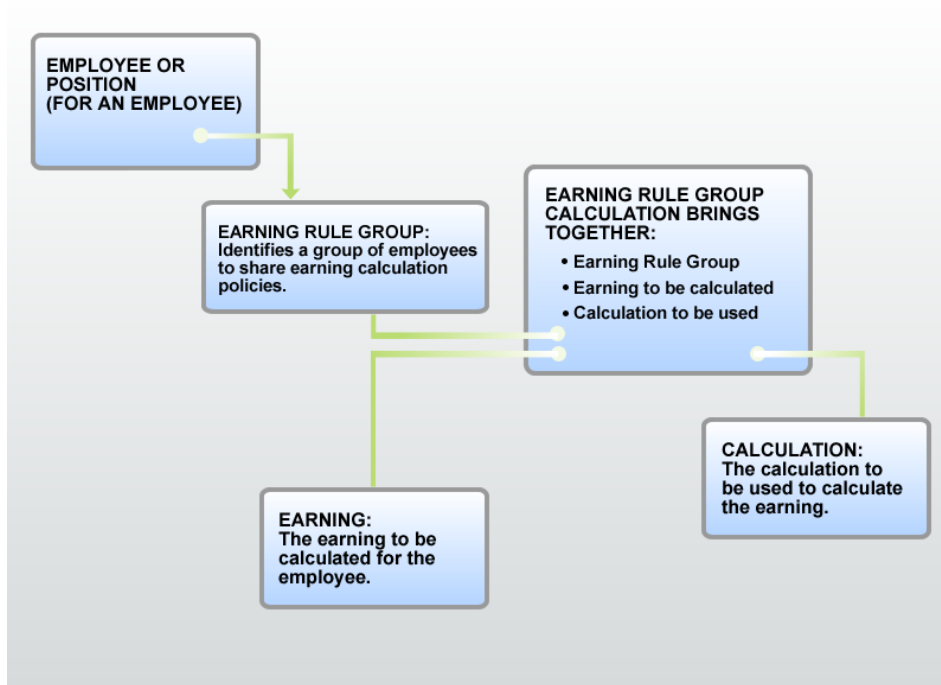 EMPLOYEE OR
POSITION
(FOR AN EMPLOYEE)
EARNING RULE GROUP:
Identifies a group of employees
to share earning calculation
policies.
EARNING RULE GROUP
CALCULATION BRINGS
TOGETHER:
• Earning Rule Group
• Earning to be calculated
• Calculation to be used
CALCULATION:
The calculation to
be used to calculate
the earning.
EARNING:
The earning to be
calculated for the
employee.